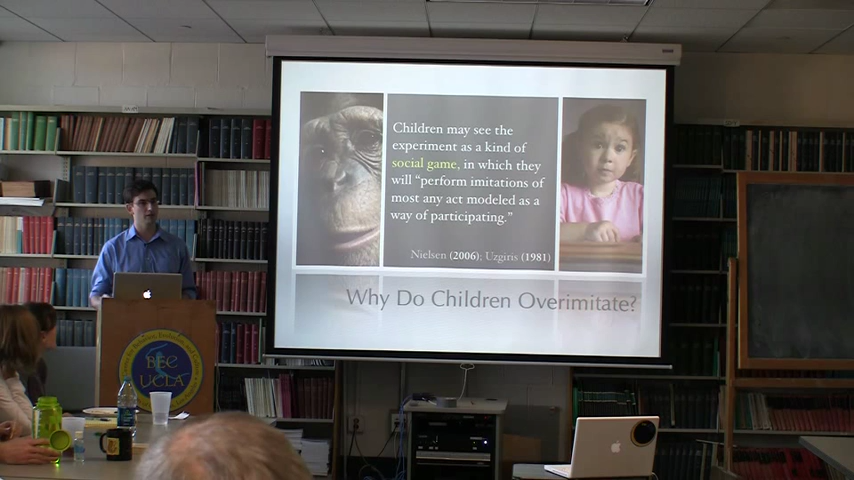 Children may see the
experiment as a kind of
social game, in which they
will “perform imitations of
most any act modeled as a
way of participating.”
Nielsen (2006); Uzgiris (1981)
Why Do Children Overimitate?
BEC
UCLA